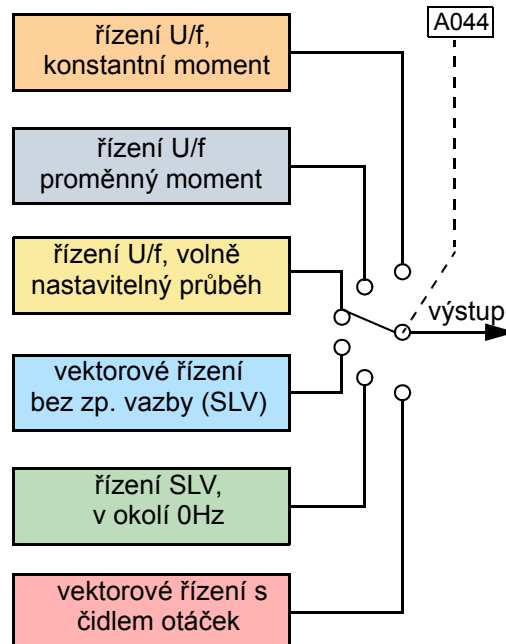 A044
řízení U/f,
konstantní moment
řízení U/f
proměnný moment
řízení U/f, volně
nastavitelný průběh
výstup
vektorové řízení
bez zp. vazby (SLV)
řízení SLV,
v okolí 0Hz
vektorové řízení s
čidlem otáček